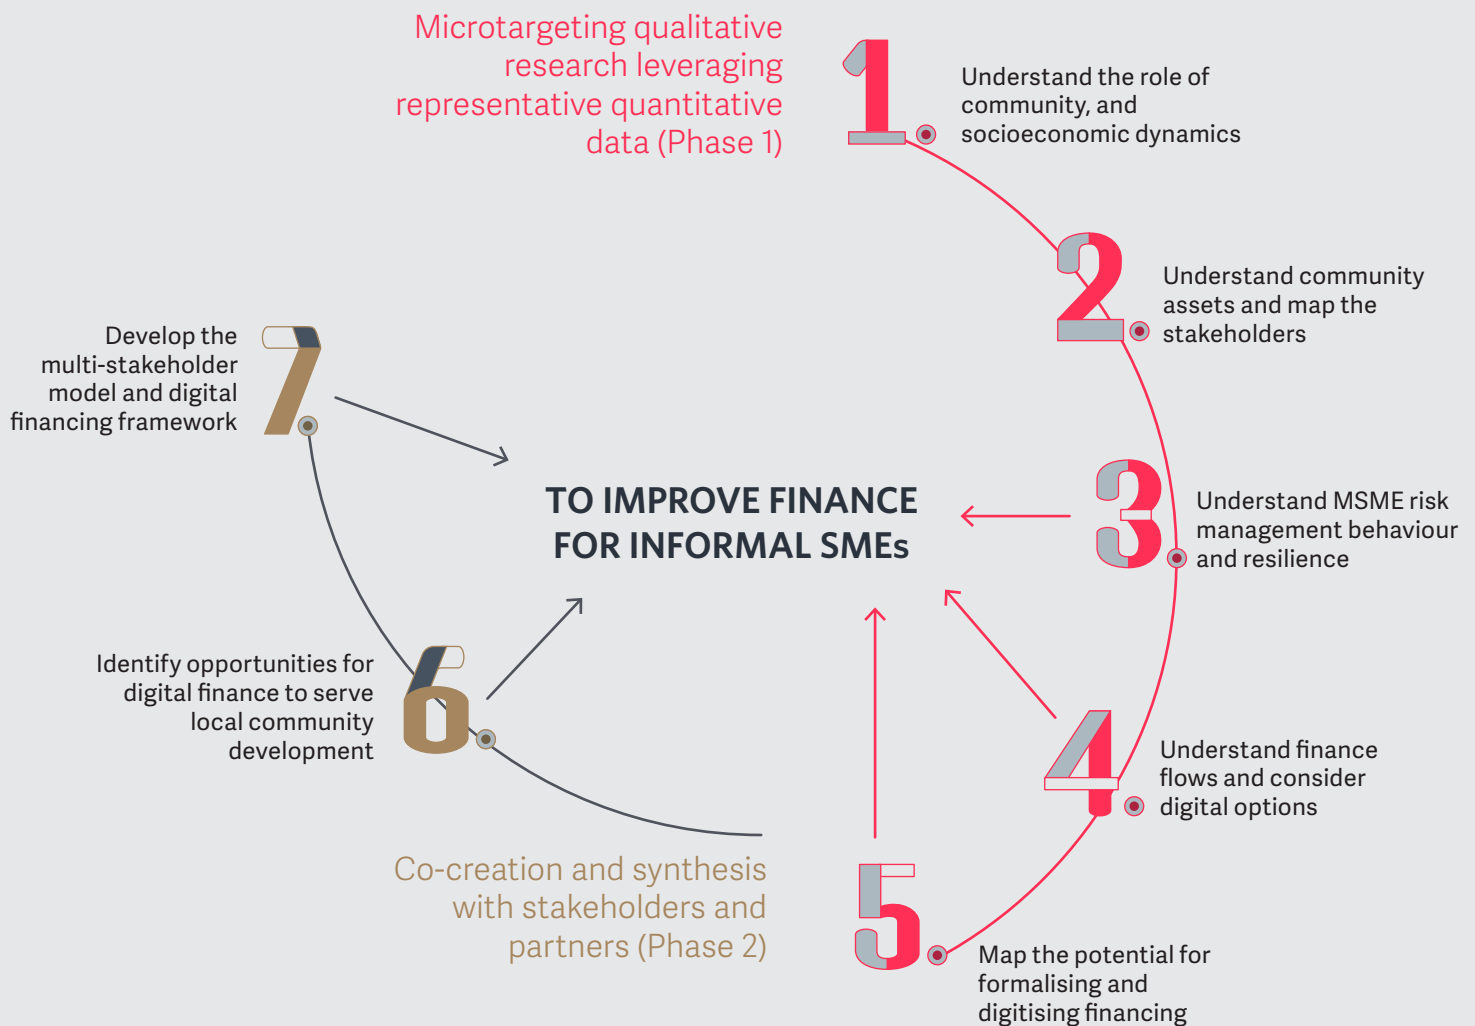 Microtargeting qualitative
research leveraging
representative quantitative
data (Phase 1)
1
Understand the role of
community, and
socioeconomic dynamics
2
Understand community
assets and map the
stakeholders
3
Understand MSME risk
management behaviour
and resilience
4
Understand finance
flows and consider
digital options
5
Map the potential for
formalising and
digitising financing
Co-creation and synthesis
with stakeholders and
partners (Phase 2)
6
Identify opportunities for
digital finance to serve
local community
development
7
Develop the
multi-stakeholder
model and digital
financing framework
TO IMPROVE FINANCE
FOR INFORMAL SMEs